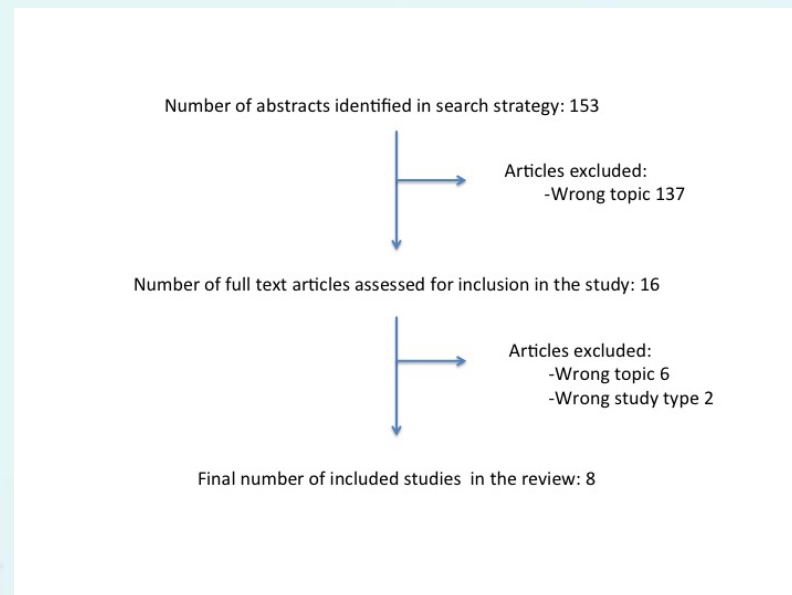 Number of abstracts identified in search strategy: 153
Articles excluded:
-Wrong topic 137
Number of full text articles assessed for inclusion in the study: 16
Articles excluded:
-Wrong topic 6
-Wrong study type 2
Final number of included studies  in the review: 8